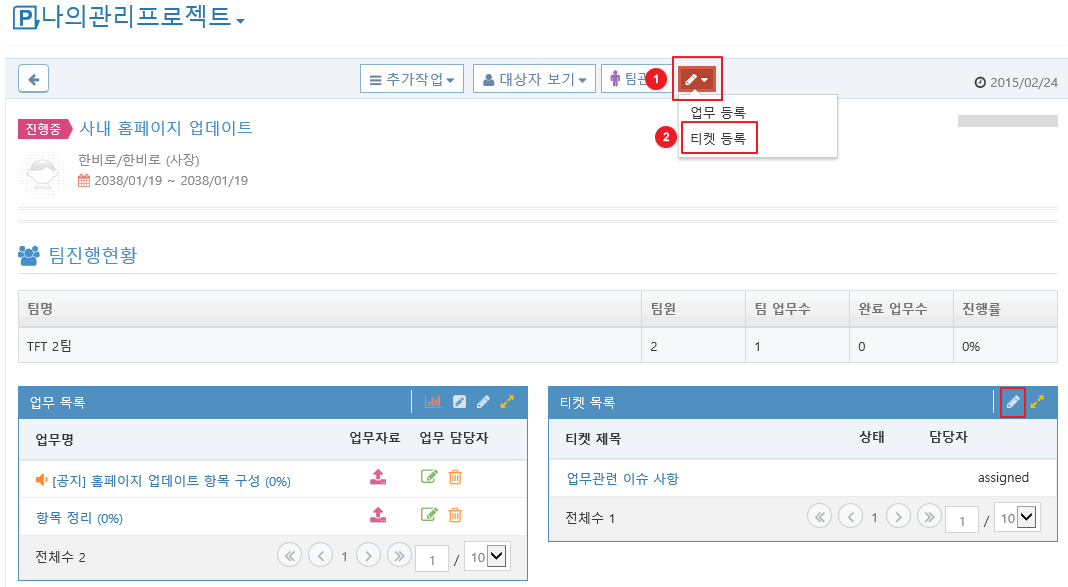 나의관리프로젝트
추가작업 대상자 보기 팀관 1 2015/02/24
업무 등록
2 티켓 등록
진행중 사내 홈페이지 업데이트
한비로/한비로 (사장)
2038/01/19 ~ 2038/01/19
팀진행현황
팀명 팀원 팀 업무수 완료 업무수 진행률
TFT 2팀 2 1 0 0%
업무 목록
업무명 업무자료 업무 담당자
[공지] 홈페이지 업데이트 항목 구성 (0%)
항목 정리 (0%)
전체수 2 1 1 / 10
티켓 목록
티켓 제목 상태 담당자
업무관련 이슈 사항 assigned
전체수 1 1 1 / 10